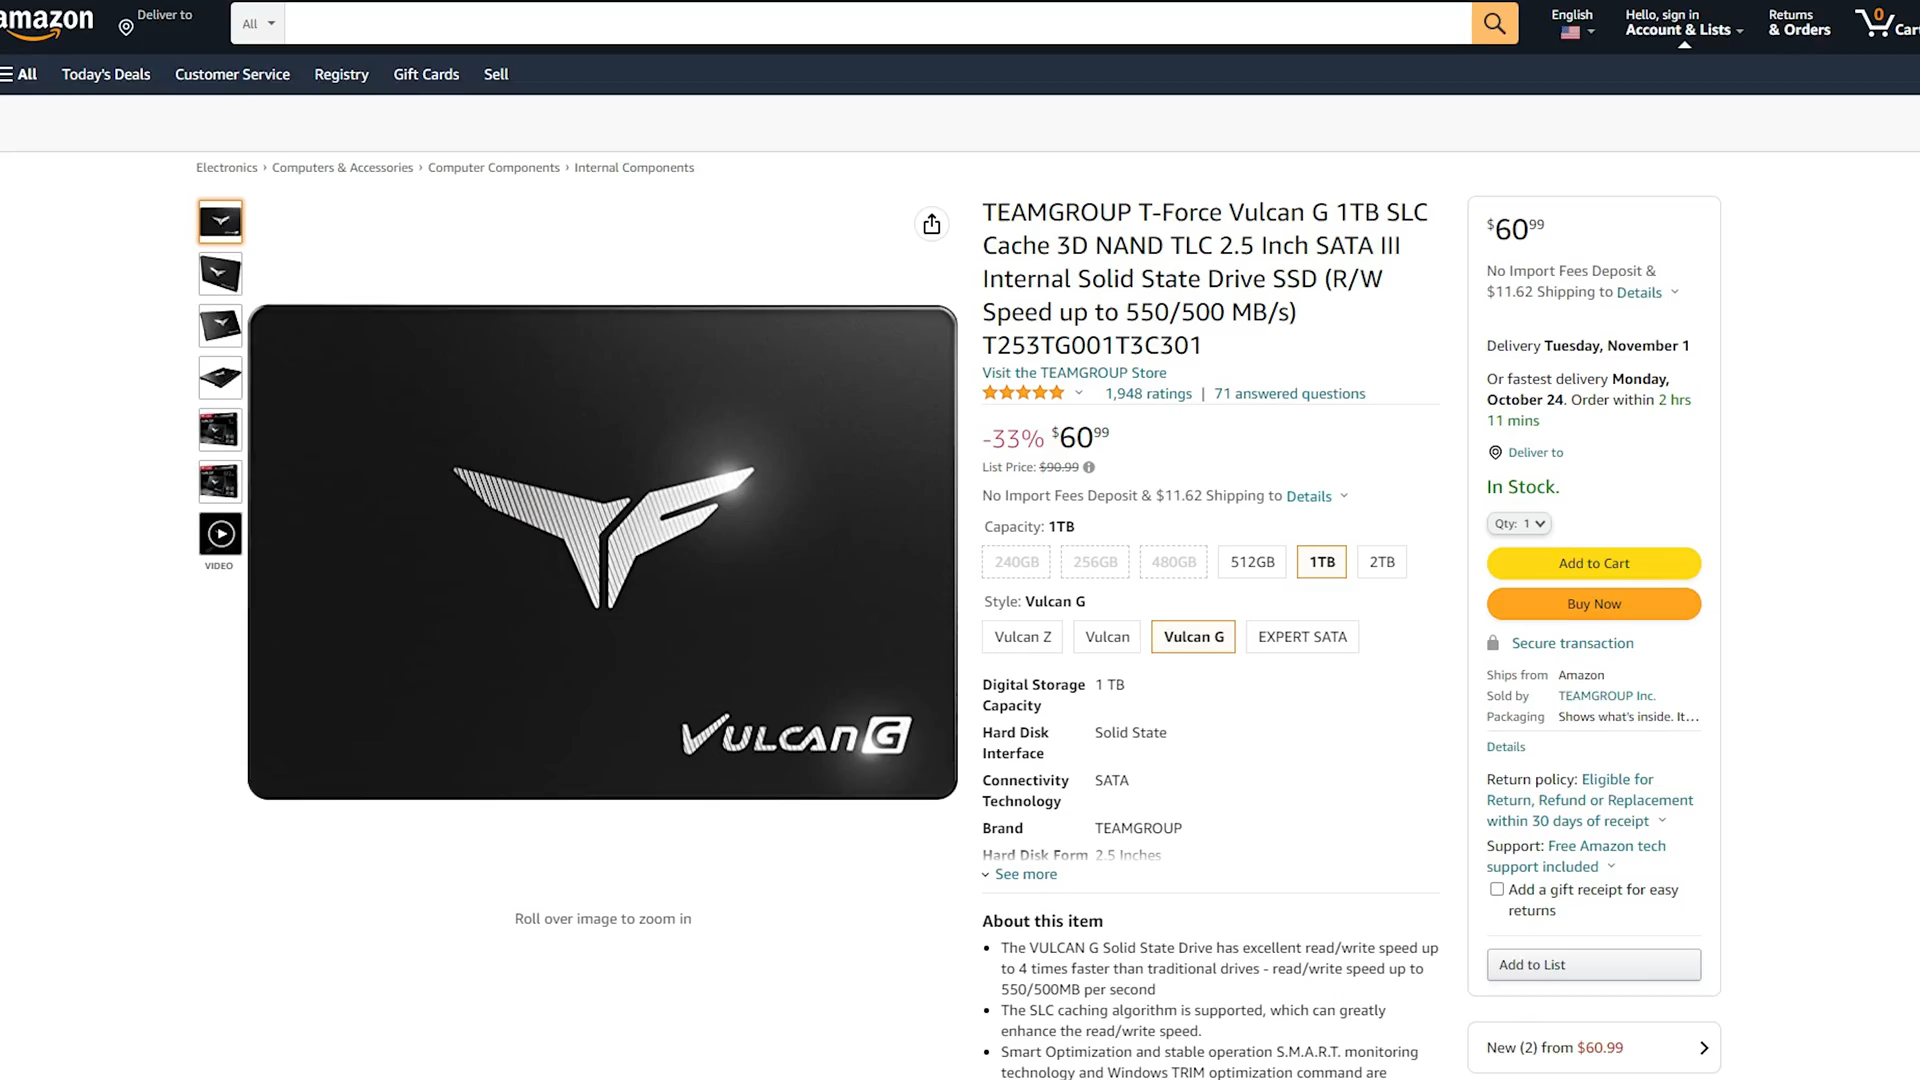 amazon
Deliver to
All
English
Hello, sign in
Account & Lists
Returns
& Orders
0
Cart
All
Today's Deals
Customer Service
Registry
Gift Cards
Sell
Electronics › Computers & Accessories › Computer Components › Internal Components
VIDEO
VULCAN G
Roll over image to zoom in
TEAMGROUP T-Force Vulcan G 1TB SLC
Cache 3D NAND TLC 2.5 Inch SATA III
Internal Solid State Drive SSD (R/W
Speed up to 550/500 MB/s)
T253TG001T3C301
Visit the TEAMGROUP Store
1,948 ratings | 71 answered questions
-33% $60⁹⁹
List Price: $90.99
No Import Fees Deposit & $11.62 Shipping to Details
Capacity: 1TB
240GB 256GB 480GB 512GB 1TB 2TB
Style: Vulcan G
Vulcan Z Vulcan Vulcan G EXPERT SATA
Digital Storage 1 TB
Capacity
Hard Disk Solid State
Interface
Connectivity SATA
Technology
Brand TEAMGROUP
Hard Disk Form 2.5 Inches
See more
About this item
• The VULCAN G Solid State Drive has excellent read/write speed up
to 4 times faster than traditional drives - read/write speed up to
550/500MB per second
• The SLC caching algorithm is supported, which can greatly
enhance the read/write speed.
• Smart Optimization and stable operation S.M.A.R.T. monitoring
technology and Windows TRIM optimization command are
$60⁹⁹
No Import Fees Deposit &
$11.62 Shipping to Details
Delivery Tuesday, November 1
Or fastest delivery Monday,
October 24. Order within 2 hrs
11 mins
Deliver to
In Stock.
Qty: 1
Add to Cart
Buy Now
Secure transaction
Ships from Amazon
Sold by TEAMGROUP Inc.
Packaging Shows what's inside. It...
Details
Return policy: Eligible for
Return, Refund or Replacement
within 30 days of receipt
Support: Free Amazon tech
support included
Add a gift receipt for easy
returns
Add to List
New (2) from $60.99